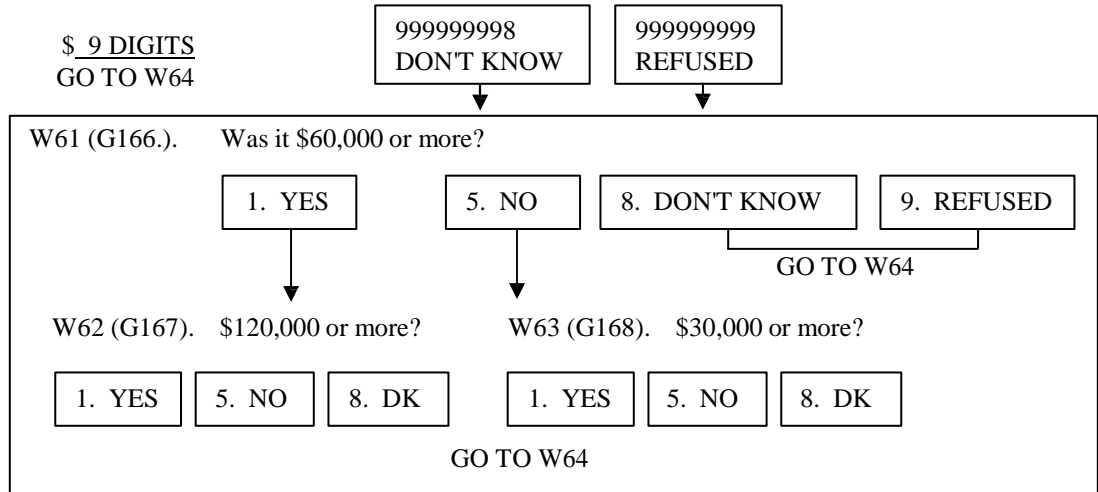 $ 9 DIGITS
GO TO W64
999999998
DON'T KNOW
999999999
REFUSED
W61 (G166.). Was it $60,000 or more?
1. YES
5. NO
8. DON'T KNOW
9. REFUSED
GO TO W64
W62 (G167). $120,000 or more?
W63 (G168). $30,000 or more?
1. YES
5. NO
8. DK
1. YES
5. NO
8. DK
GO TO W64